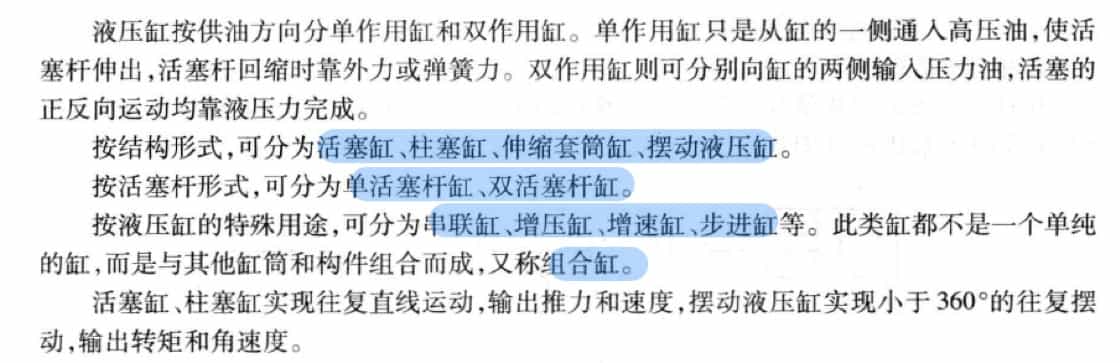 液压缸按供油方向分单作用缸和双作用缸。单作用缸只是从缸的一侧通入高压油,使活
塞杆伸出,活塞杆回缩时靠外力或弹簧力。双作用缸则可分别向缸的两侧输入压力油,活塞的
正反向运动均靠液压力完成。
按结构形式,可分为活塞缸、柱塞缸、伸缩套筒缸、摆动液压缸。
按活塞杆形式,可分为单活塞杆缸、双活塞杆缸。
按液压缸的特殊用途,可分为串联缸、增压缸、增速缸、步进缸等。此类缸都不是一个单纯
的缸,而是与其他缸筒和构件组合而成,又称组合缸。
活塞缸、柱塞缸实现往复直线运动,输出推力和速度,摆动液压缸实现小于360°的往复摆
动,输出转矩和角速度。